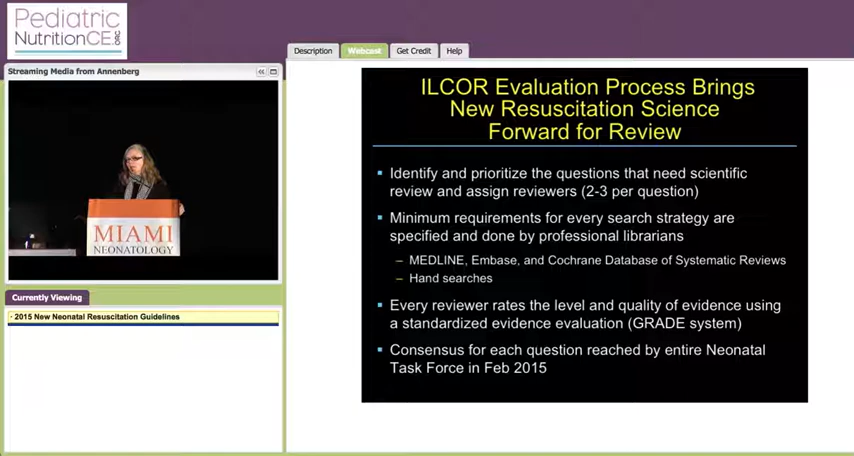 Pediatric
NutritionCE.ORG
Description
Webcast
Get Credit
Help
Streaming Media from Annenberg
MIAMI
NEONATOLOGY
Currently Viewing
· 2015 New Neonatal Resuscitation Guidelines
ILCOR Evaluation Process Brings
New Resuscitation Science
Forward for Review
▪ Identify and prioritize the questions that need scientific
review and assign reviewers (2-3 per question)
▪ Minimum requirements for every search strategy are
specified and done by professional librarians
– MEDLINE, Embase, and Cochrane Database of Systematic Reviews
– Hand searches
▪ Every reviewer rates the level and quality of evidence using
a standardized evidence evaluation (GRADE system)
▪ Consensus for each question reached by entire Neonatal
Task Force in Feb 2015